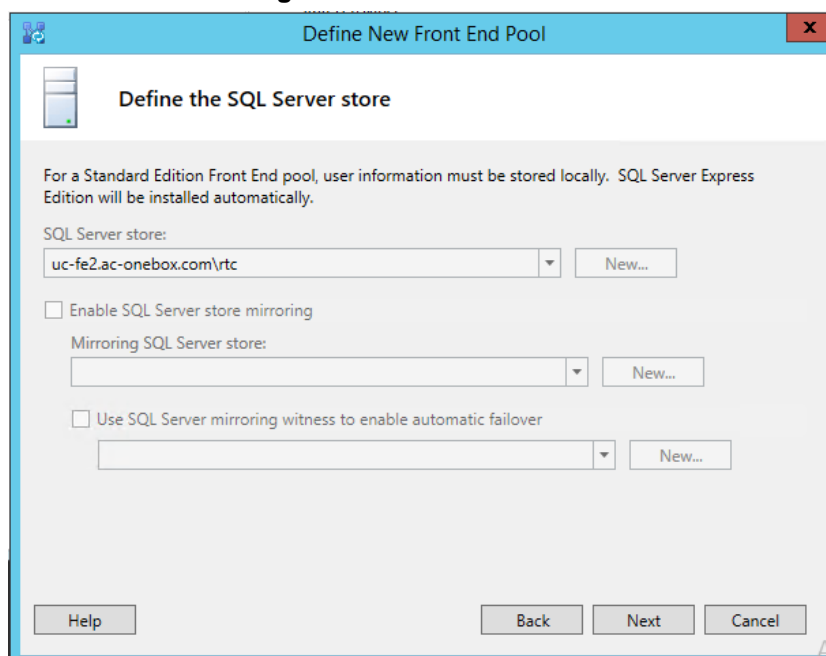 Define New Front End Pool
x
Define the SQL Server store
For a Standard Edition Front End pool, user information must be stored locally.  SQL Server Express
Edition will be installed automatically.
SQL Server store:
uc-fe2.ac-onebox.com\rtc
New...
Enable SQL Server store mirroring
Mirroring SQL Server store:
New...
Use SQL Server mirroring witness to enable automatic failover
New...
Help
Back
Next
Cancel